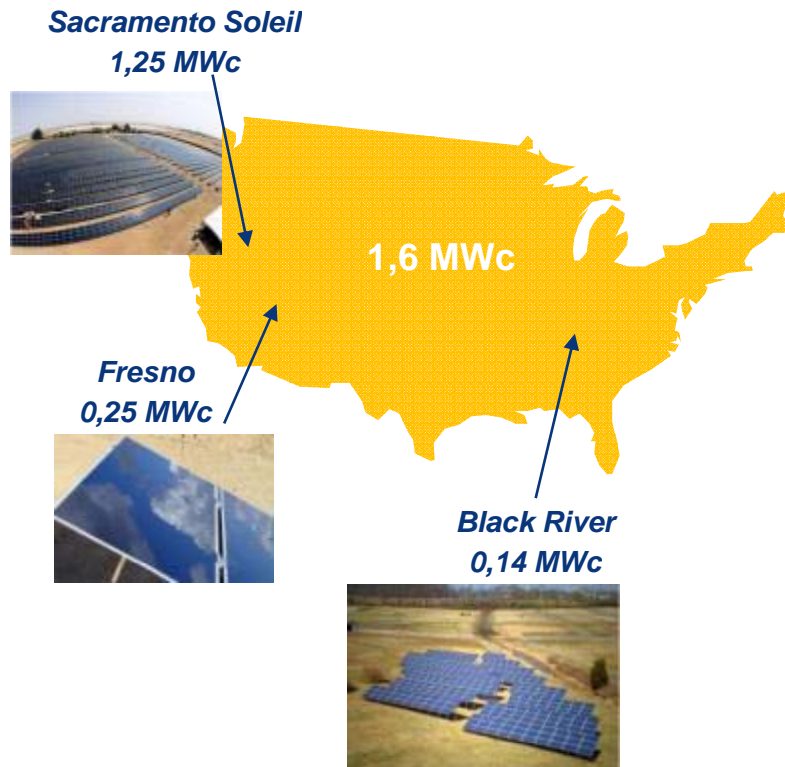 Sacramento Soleil
1,25 MWc
1,6 MWc
Fresno
0,25 MWc
Black River
0,14 MWc